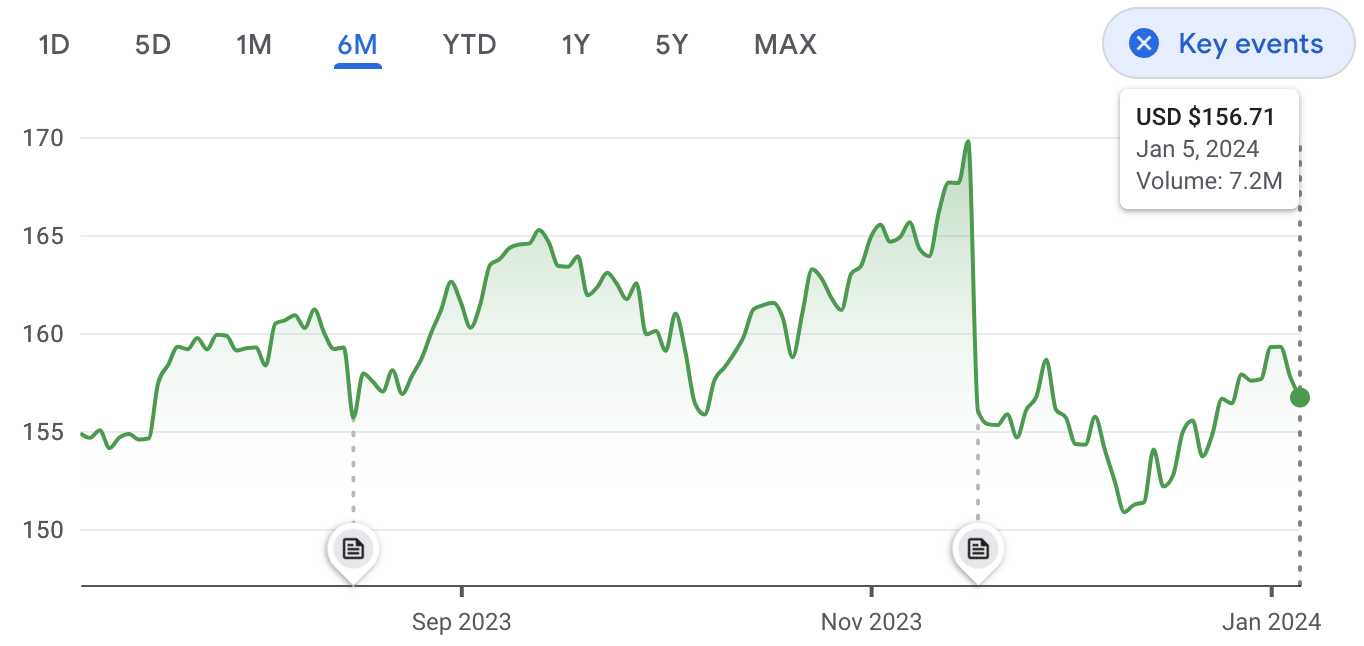 1D 5D 1M 6M YTD 1Y 5Y MAX Key events
USD $156.71
Jan 5, 2024
Volume: 7.2M
170
165
160
155
150
Sep 2023 Nov 2023 Jan 2024